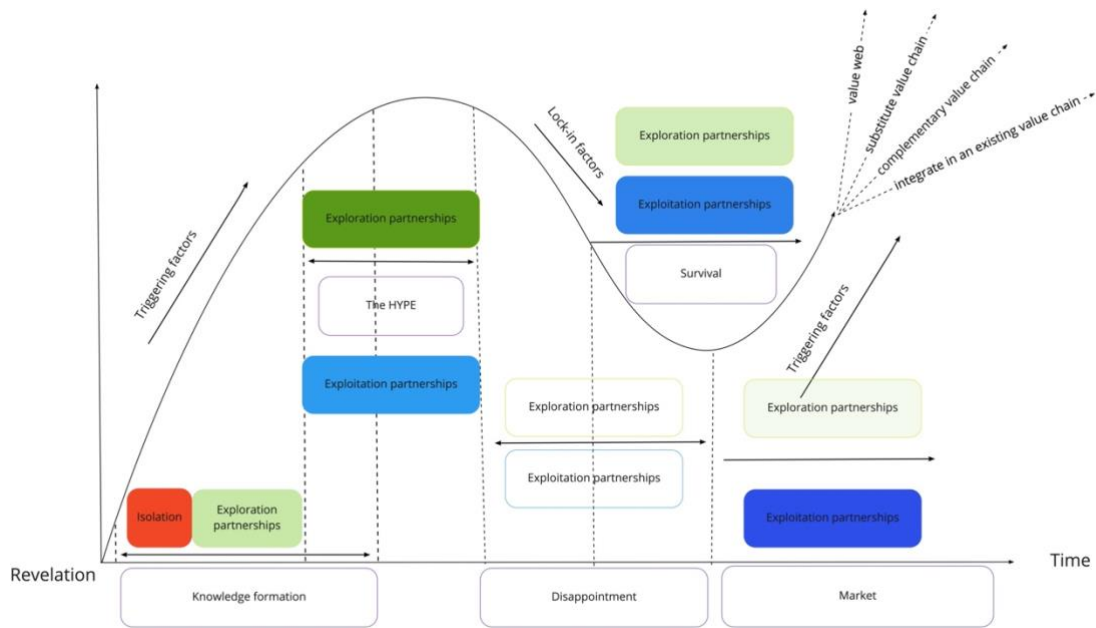 value web
substitute value chain
complementary value chain
integrate in an existing value chain
Lock-in factors
Exploration partnerships
Exploitation partnerships
Survival
Triggering factors
Exploration partnerships
The HYPE
Exploitation partnerships
Triggering factors
Exploration partnerships
Exploitation partnerships
Exploration partnerships
Exploitation partnerships
Isolation
Exploration
partnerships
Revelation
Time
Knowledge formation
Disappointment
Market